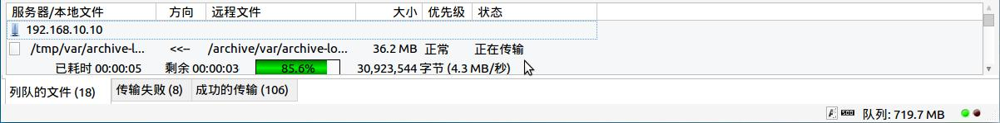 服务器/本地文件 方向 远程文件 大小 优先级 状态
192.168.10.10
/tmp/var/archive-l... <<-- /archive/var/archive-lo... 36.2 MB 正常 正在传输
已耗时 00:00:05 剩余 00:00:03 85.6% 30,923,544 字节 (4.3 MB/秒)
列队的文件 (18) 传输失败 (8) 成功的传输 (106)
队列: 719.7 MB